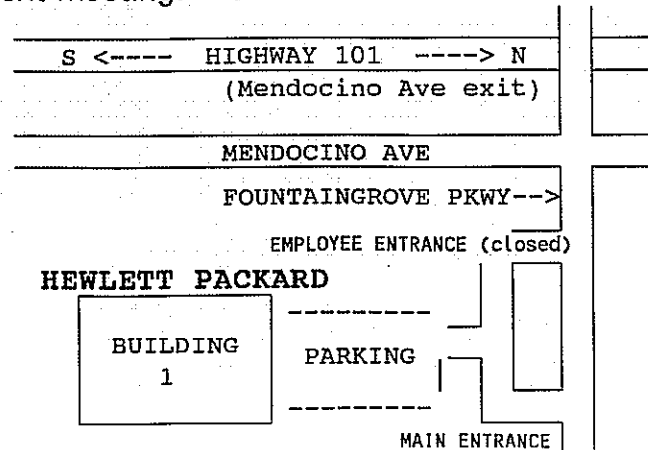 S <---- HIGHWAY 101 ----> N
(Mendocino Ave exit)
MENDOCINO AVE
FOUNTAINGROVE PKWY-->
EMPLOYEE ENTRANCE (closed)
HEWLETT PACKARD
BUILDING
1
PARKING
MAIN ENTRANCE